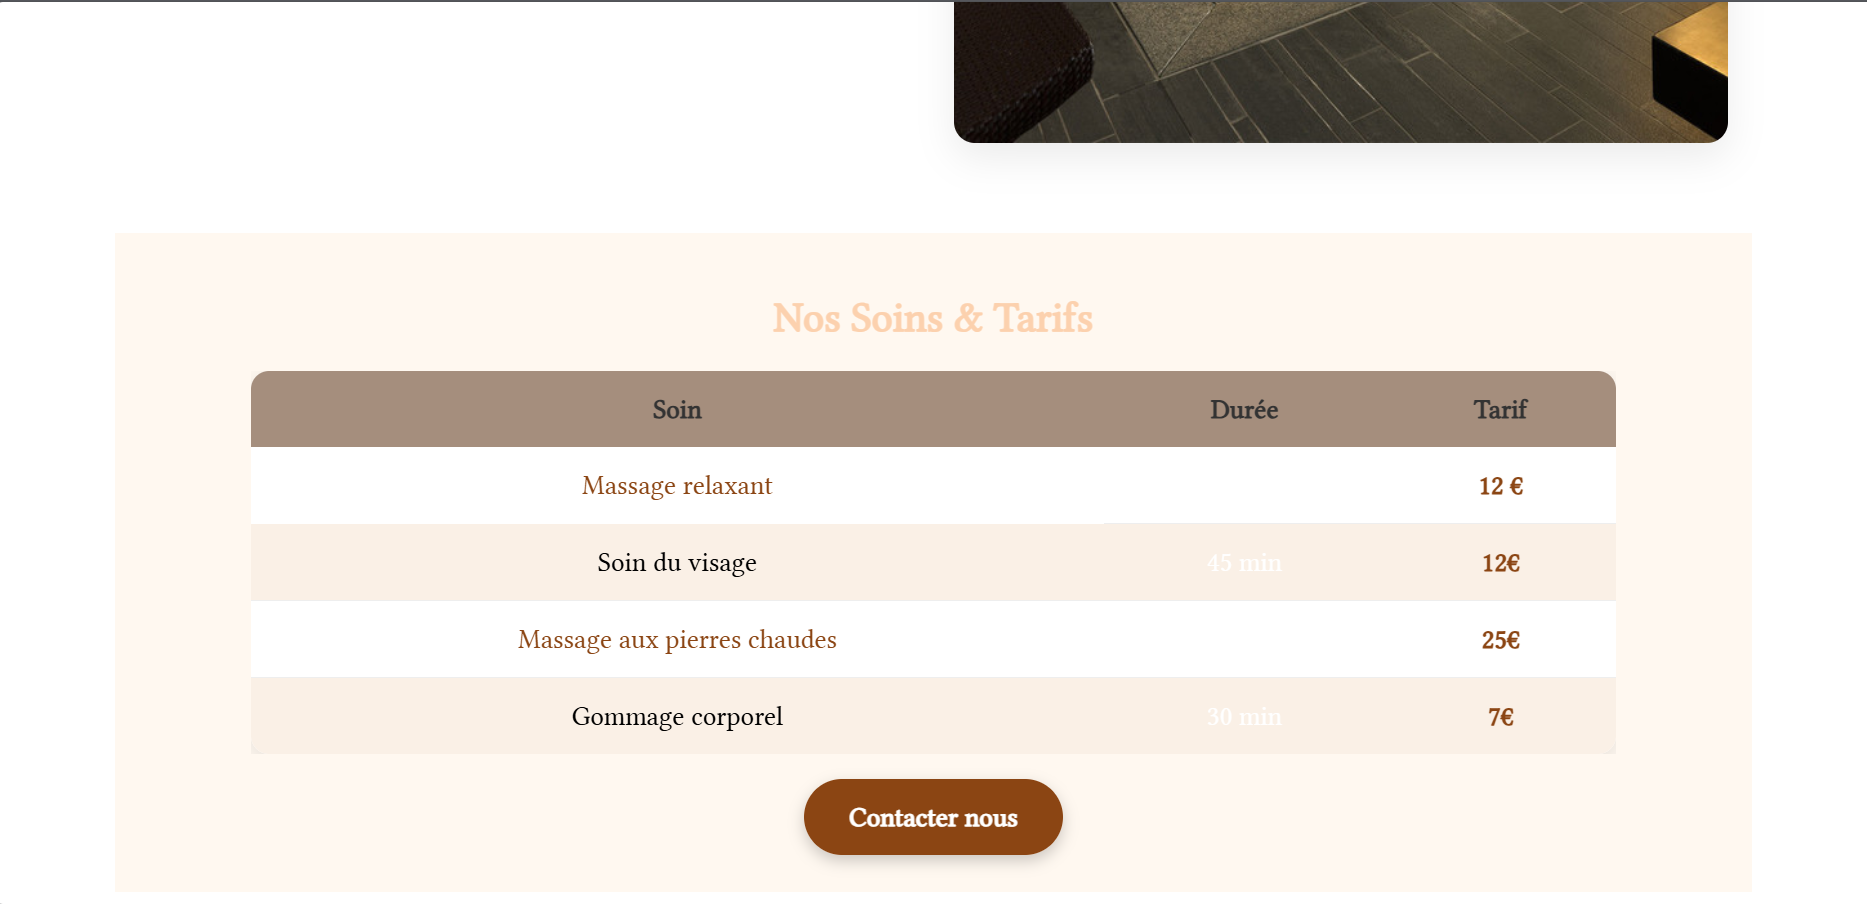 Nos Soins & Tarifs
Soin Durée Tarif
Massage relaxant 12 €
Soin du visage 45 min 12€
Massage aux pierres chaudes 25€
Gommage corporel 30 min 7€
Contacter nous